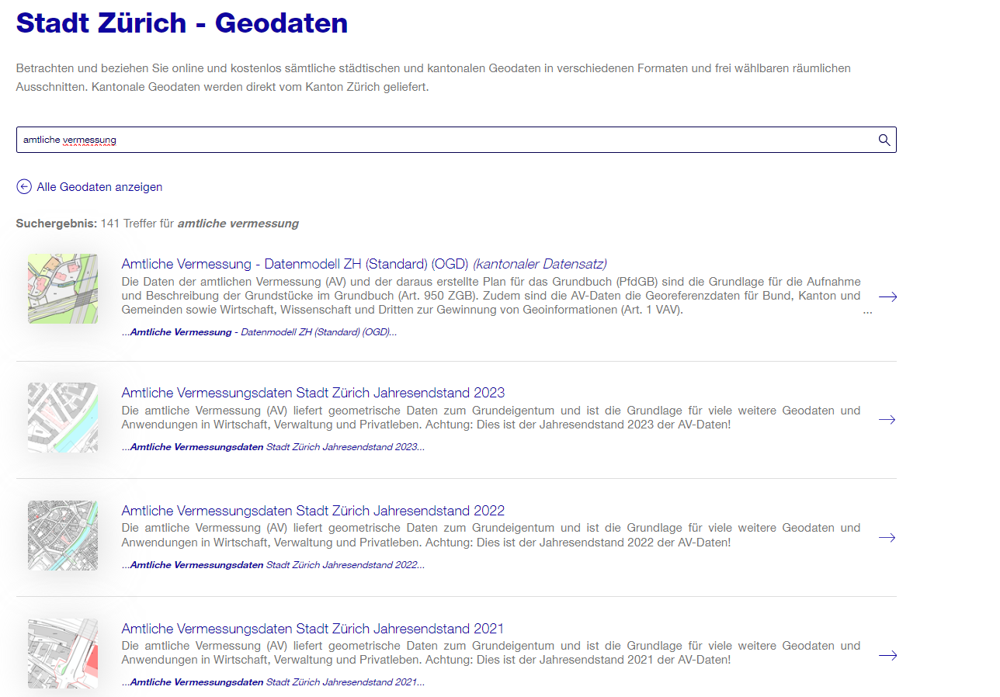 Stadt Zürich - Geodaten
Betrachten und beziehen Sie online und kostenlos sämtliche städtischen und kantonalen Geodaten in verschiedenen Formaten und frei wählbaren räumlichen
Ausschnitten. Kantonale Geodaten werden direkt vom Kanton Zürich geliefert.
amtliche vermessung
Alle Geodaten anzeigen
Suchergebnis: 141 Treffer für amtliche vermessung
Amtliche Vermessung - Datenmodell ZH (Standard) (OGD) (kantonaler Datensatz)
Die Daten der amtlichen Vermessung (AV) und der daraus erstellte Plan für das Grundbuch (PfdGB) sind die Grundlage für die Aufnahme
und Beschreibung der Grundstücke im Grundbuch (Art. 950 ZGB). Zudem sind die AV-Daten die Georeferenzdaten für Bund, Kanton und
Gemeinden sowie Wirtschaft, Wissenschaft und Dritten zur Gewinnung von Geoinformationen (Art. 1 VAV). ...
...Amtliche Vermessung - Datenmodell ZH (Standard) (OGD)...
Amtliche Vermessungsdaten Stadt Zürich Jahresendstand 2023
Die amtliche Vermessung (AV) liefert geometrische Daten zum Grundeigentum und ist die Grundlage für viele weitere Geodaten und
Anwendungen in Wirtschaft, Verwaltung und Privatleben. Achtung: Dies ist der Jahresendstand 2023 der AV-Daten!
...Amtliche Vermessungsdaten Stadt Zürich Jahresendstand 2023...
Amtliche Vermessungsdaten Stadt Zürich Jahresendstand 2022
Die amtliche Vermessung (AV) liefert geometrische Daten zum Grundeigentum und ist die Grundlage für viele weitere Geodaten und
Anwendungen in Wirtschaft, Verwaltung und Privatleben. Achtung: Dies ist der Jahresendstand 2022 der AV-Daten!
...Amtliche Vermessungsdaten Stadt Zürich Jahresendstand 2022...
Amtliche Vermessungsdaten Stadt Zürich Jahresendstand 2021
Die amtliche Vermessung (AV) liefert geometrische Daten zum Grundeigentum und ist die Grundlage für viele weitere Geodaten und
Anwendungen in Wirtschaft, Verwaltung und Privatleben. Achtung: Dies ist der Jahresendstand 2021 der AV-Daten!
...Amtliche Vermessungsdaten Stadt Zürich Jahresendstand 2021...